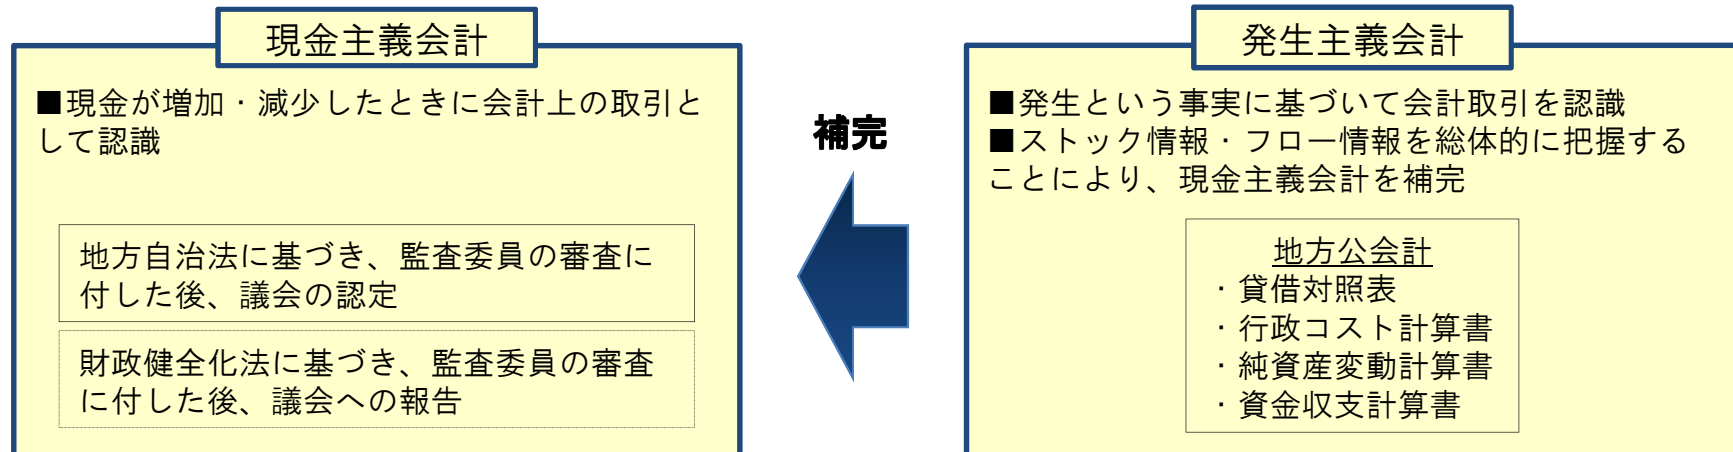 現金主義会計
■現金が増加・減少したときに会計上の取引と
して認識
地方自治法に基づき、監査委員の審査に
付した後、議会の認定
財政健全化法に基づき、監査委員の審査
に付した後、議会への報告
補完
発生主義会計
■発生という事実に基づいて会計取引を認識
■ストック情報・フロー情報を総体的に把握する
ことにより、現金主義会計を補完
地方公会計
・貸借対照表
・行政コスト計算書
・純資産変動計算書
・資金収支計算書